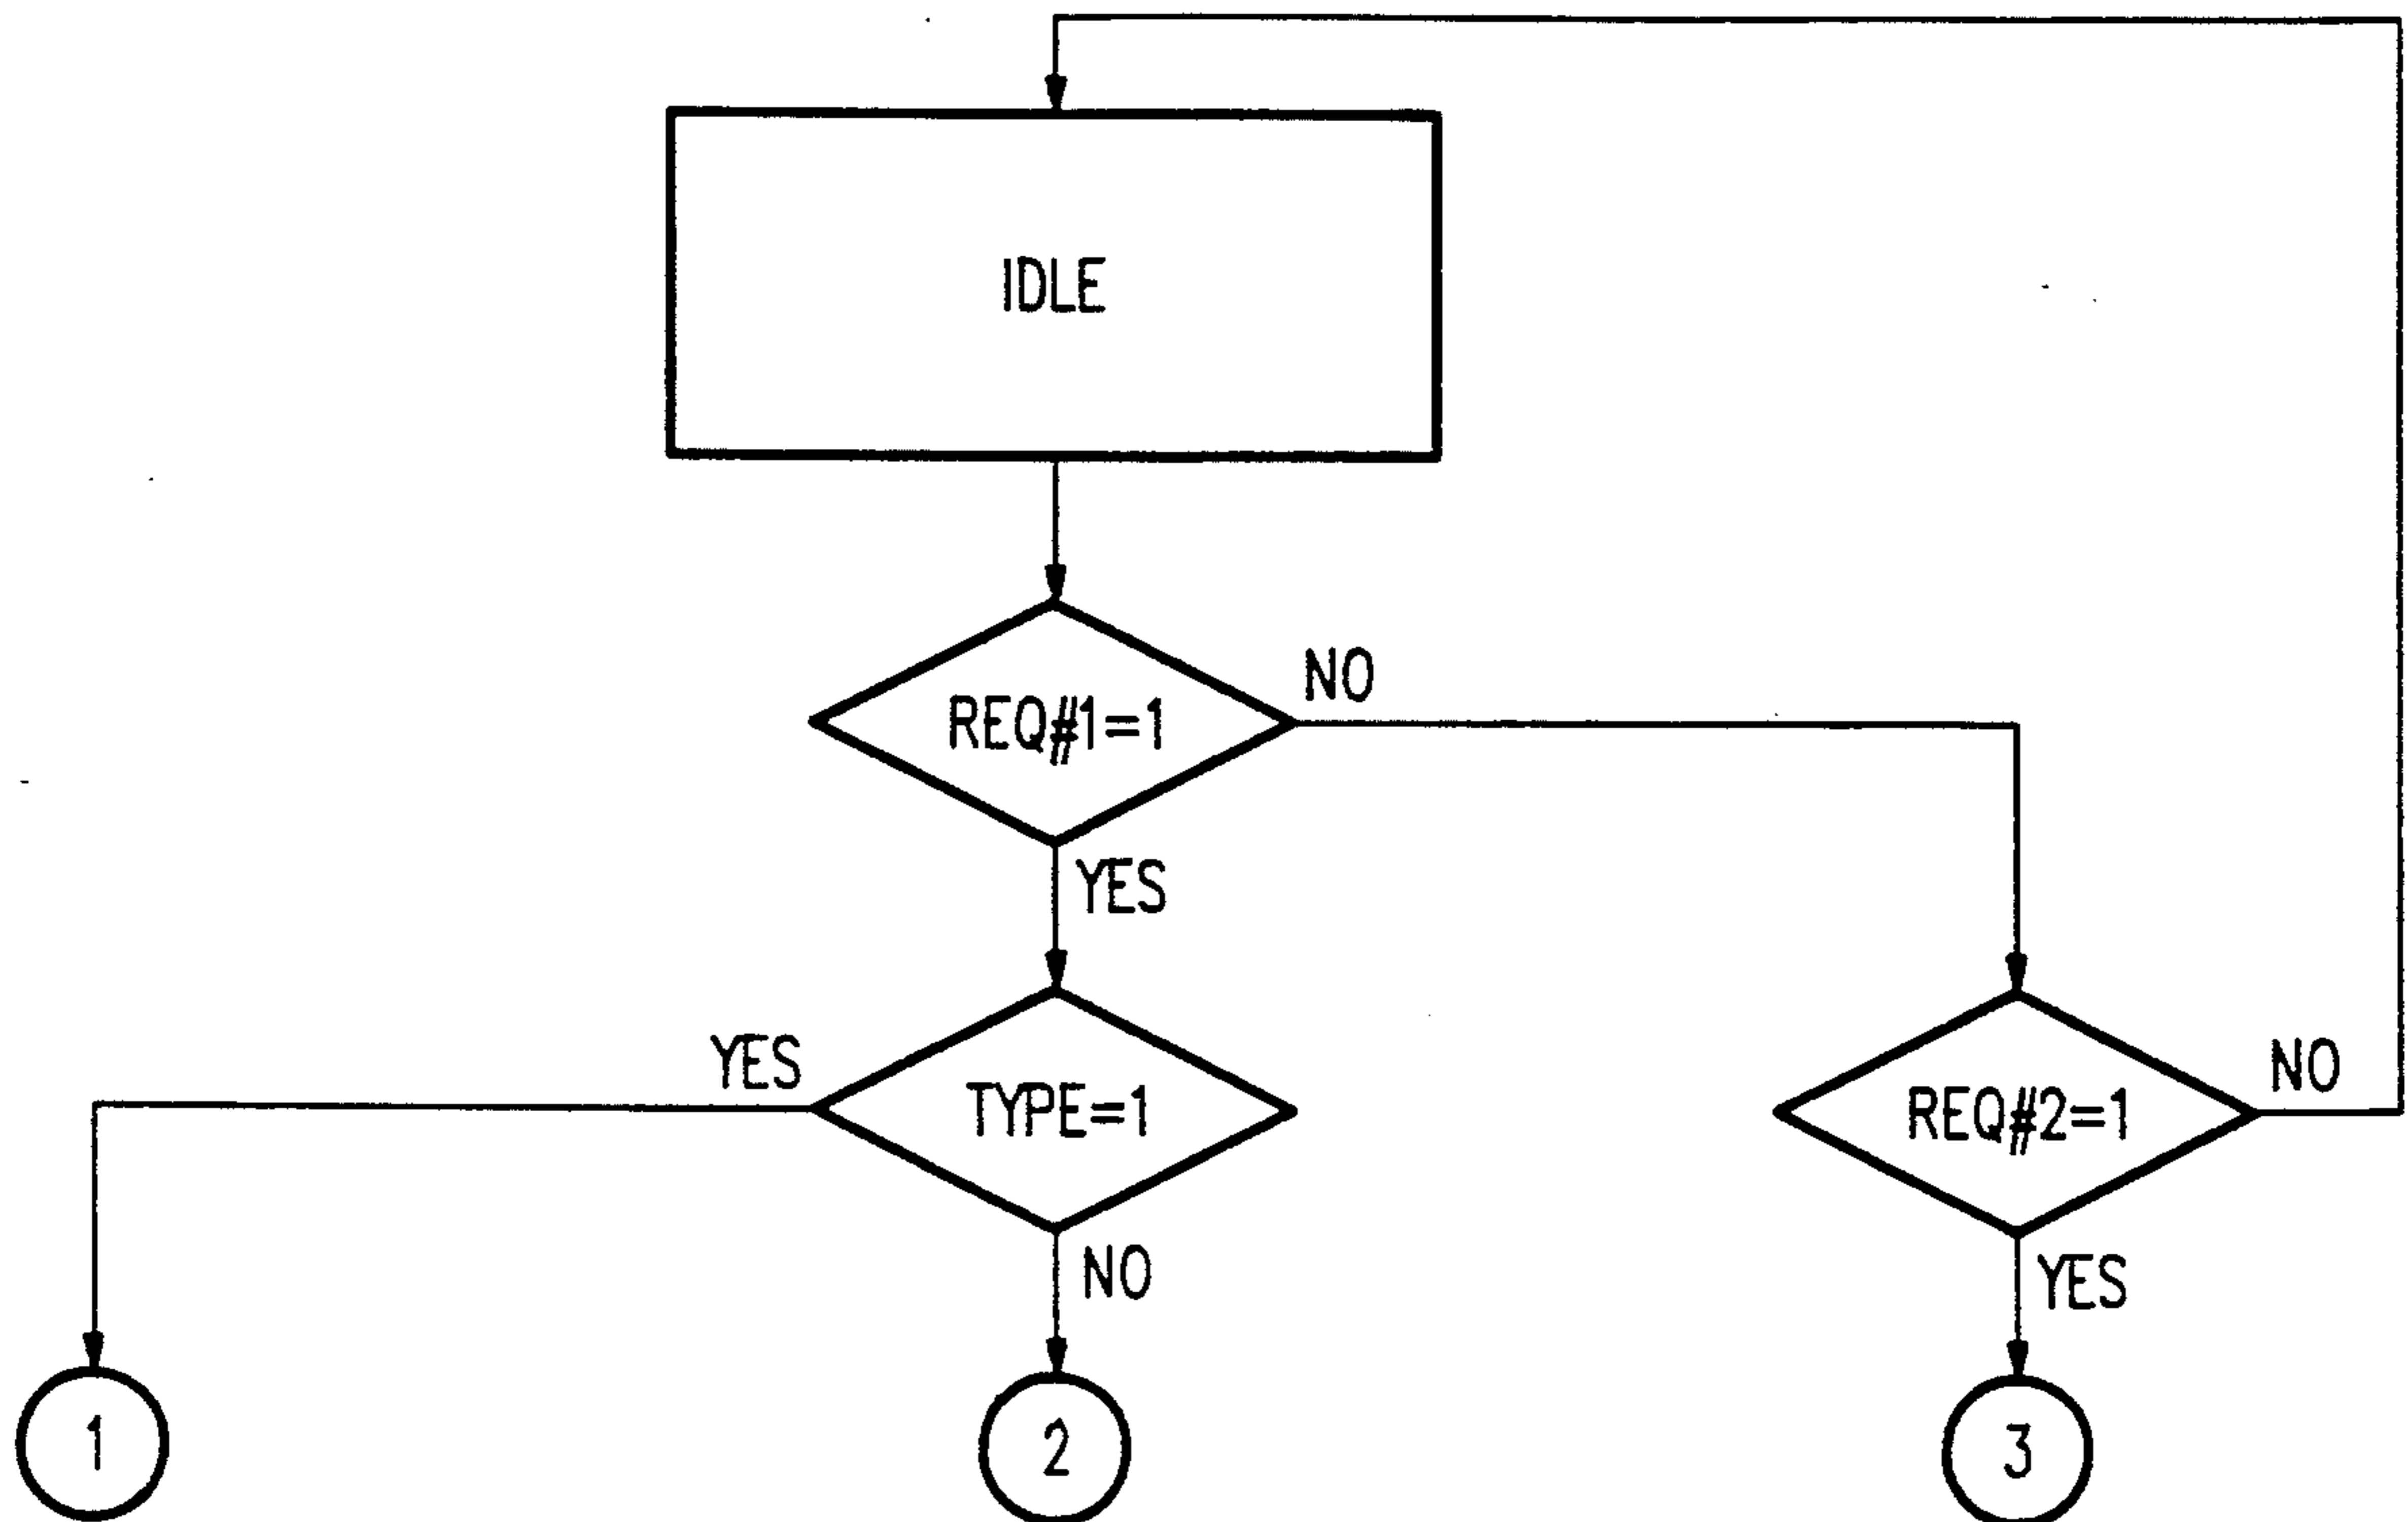 IDLE
REQ#1=1
NO
YES
TYPE=1
YES
NO
REQ#2=1
NO
YES
1
2
3